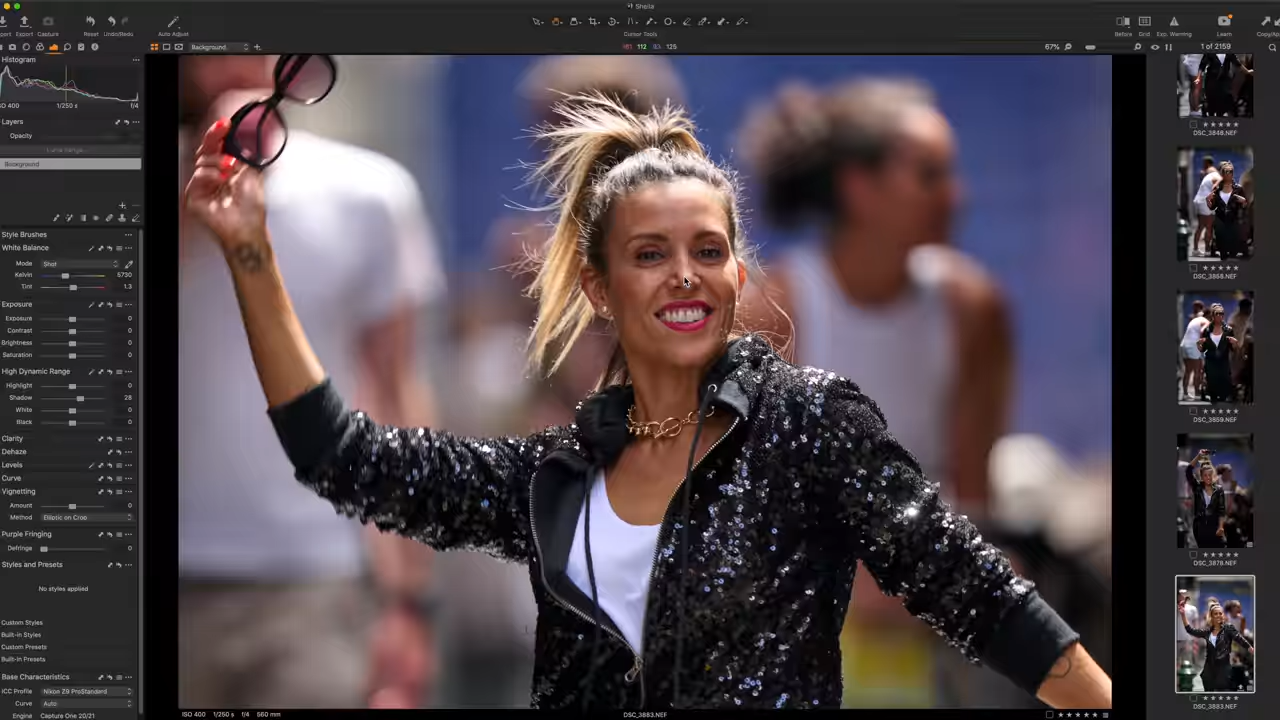 Sheila
Export Capture Reset Undo/Redo Auto Adjust Cursor Tools Before Grid Exp. Warning Learn
Background 112 125 67% 1 of 2159
Histogram
ISO 400 1/250 s f/4
Layers
Opacity
Background
Style Brushes
White Balance
Mode Shot
Kelvin 5730
Tint 1.3
Exposure
Exposure 0
Contrast 0
Brightness 0
Saturation 0
High Dynamic Range
Highlight 0
Shadow 28
White 0
Black 0
Clarity
Dehaze
Levels
Curve
Vignetting
Amount 0
Method Elliptic on Crop
Purple Fringing
Defringe 0
Styles and Presets
No styles applied
Custom Styles
Built-in Styles
Custom Presets
Built-in Presets
Base Characteristics
ICC Profile Nikon Z9 ProStandard
Curve Auto
Engine Capture One 20/21
ISO 400 1/250 s f/4 560 mm
DSC_3883.NEF
DSC_3848.NEF
DSC_3858.NEF
DSC_3859.NEF
DSC_3878.NEF
DSC_3883.NEF